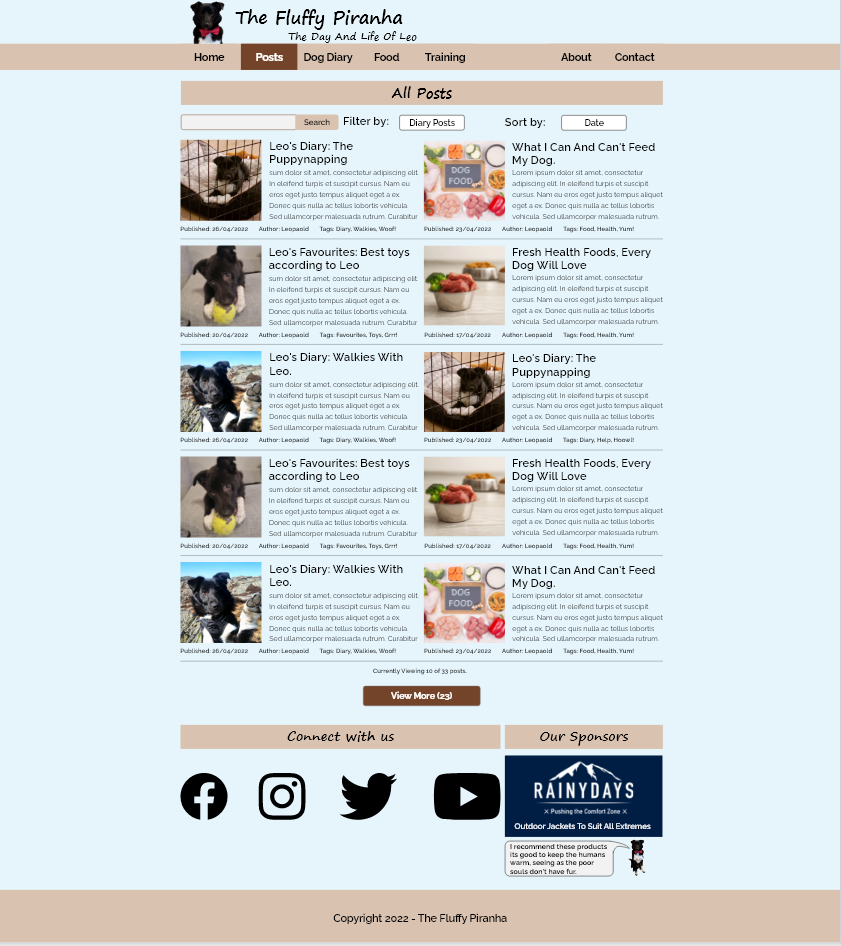 The Fluffy Piranha
The Day And Life Of Leo
Home Posts Dog Diary Food Training About Contact
All Posts
Search Filter by: Diary Posts Sort by: Date
Leo's Diary: The
Puppynapping
sum dolor sit amet, consectetur adipiscing elit.
In eleifend turpis et suscipit cursus. Nam eu
eros eget justo tempus aliquet eget a ex.
Donec quis nulla ac tellus lobortis vehicula.
Sed ullamcorper malesuada rutrum. Curabitur
Published: 26/04/2022 Author: Leopaold Tags: Diary, Walkies, Woof!
What I Can And Can't Feed
My Dog.
DOG
FOOD
Lorem ipsum dolor sit amet, consectetur
adipiscing elit. In eleifend turpis et suscipit
cursus. Nam eu eros eget justo tempus aliquet
eget a ex. Donec quis nulla ac tellus lobortis
vehicula. Sed ullamcorper malesuada rutrum.
Published: 23/04/2022 Author: Leopaold Tags: Food, Health, Yum!
Leo's Favourites: Best toys
according to Leo
sum dolor sit amet, consectetur adipiscing elit.
In eleifend turpis et suscipit cursus. Nam eu
eros eget justo tempus aliquet eget a ex.
Donec quis nulla ac tellus lobortis vehicula.
Sed ullamcorper malesuada rutrum. Curabitur
Published: 20/04/2022 Author: Leopaold Tags: Favourites, Toys, Grrr!
Fresh Health Foods, Every
Dog Will Love
Lorem ipsum dolor sit amet, consectetur
adipiscing elit. In eleifend turpis et suscipit
cursus. Nam eu eros eget justo tempus aliquet
eget a ex. Donec quis nulla ac tellus lobortis
vehicula. Sed ullamcorper malesuada rutrum.
Published: 17/04/2022 Author: Leopaold Tags: Food, Health, Yum!
Leo's Diary: Walkies With
Leo.
sum dolor sit amet, consectetur adipiscing elit.
In eleifend turpis et suscipit cursus. Nam eu
eros eget justo tempus aliquet eget a ex.
Donec quis nulla ac tellus lobortis vehicula.
Sed ullamcorper malesuada rutrum. Curabitur
Published: 26/04/2022 Author: Leopaold Tags: Diary, Walkies, Woof!
Leo's Diary: The
Puppynapping
Lorem ipsum dolor sit amet, consectetur
adipiscing elit. In eleifend turpis et suscipit
cursus. Nam eu eros eget justo tempus aliquet
eget a ex. Donec quis nulla ac tellus lobortis
vehicula. Sed ullamcorper malesuada rutrum.
Published: 23/04/2022 Author: Leopaold Tags: Diary, Help, Hoowl!
Leo's Favourites: Best toys
according to Leo
sum dolor sit amet, consectetur adipiscing elit.
In eleifend turpis et suscipit cursus. Nam eu
eros eget justo tempus aliquet eget a ex.
Donec quis nulla ac tellus lobortis vehicula.
Sed ullamcorper malesuada rutrum. Curabitur
Published: 20/04/2022 Author: Leopaold Tags: Favourites, Toys, Grrr!
Fresh Health Foods, Every
Dog Will Love
Lorem ipsum dolor sit amet, consectetur
adipiscing elit. In eleifend turpis et suscipit
cursus. Nam eu eros eget justo tempus aliquet
eget a ex. Donec quis nulla ac tellus lobortis
vehicula. Sed ullamcorper malesuada rutrum.
Published: 17/04/2022 Author: Leopaold Tags: Food, Health, Yum!
Leo's Diary: Walkies With
Leo.
sum dolor sit amet, consectetur adipiscing elit.
In eleifend turpis et suscipit cursus. Nam eu
eros eget justo tempus aliquet eget a ex.
Donec quis nulla ac tellus lobortis vehicula.
Sed ullamcorper malesuada rutrum. Curabitur
Published: 26/04/2022 Author: Leopaold Tags: Diary, Walkies, Woof!
What I Can And Can't Feed
My Dog.
DOG
FOOD
Lorem ipsum dolor sit amet, consectetur
adipiscing elit. In eleifend turpis et suscipit
cursus. Nam eu eros eget justo tempus aliquet
eget a ex. Donec quis nulla ac tellus lobortis
vehicula. Sed ullamcorper malesuada rutrum.
Published: 23/04/2022 Author: Leopaold Tags: Food, Health, Yum!
Currently Viewing 10 of 33 posts.
View More (23)
Connect with us
Our Sponsors
RAINYDAYS
× Pushing the Comfort Zone ×
Outdoor Jackets To Suit All Extremes
I recommend these products
its good to keep the humans
warm, seeing as the poor
souls don't have fur.
Copyright 2022 - The Fluffy Piranha